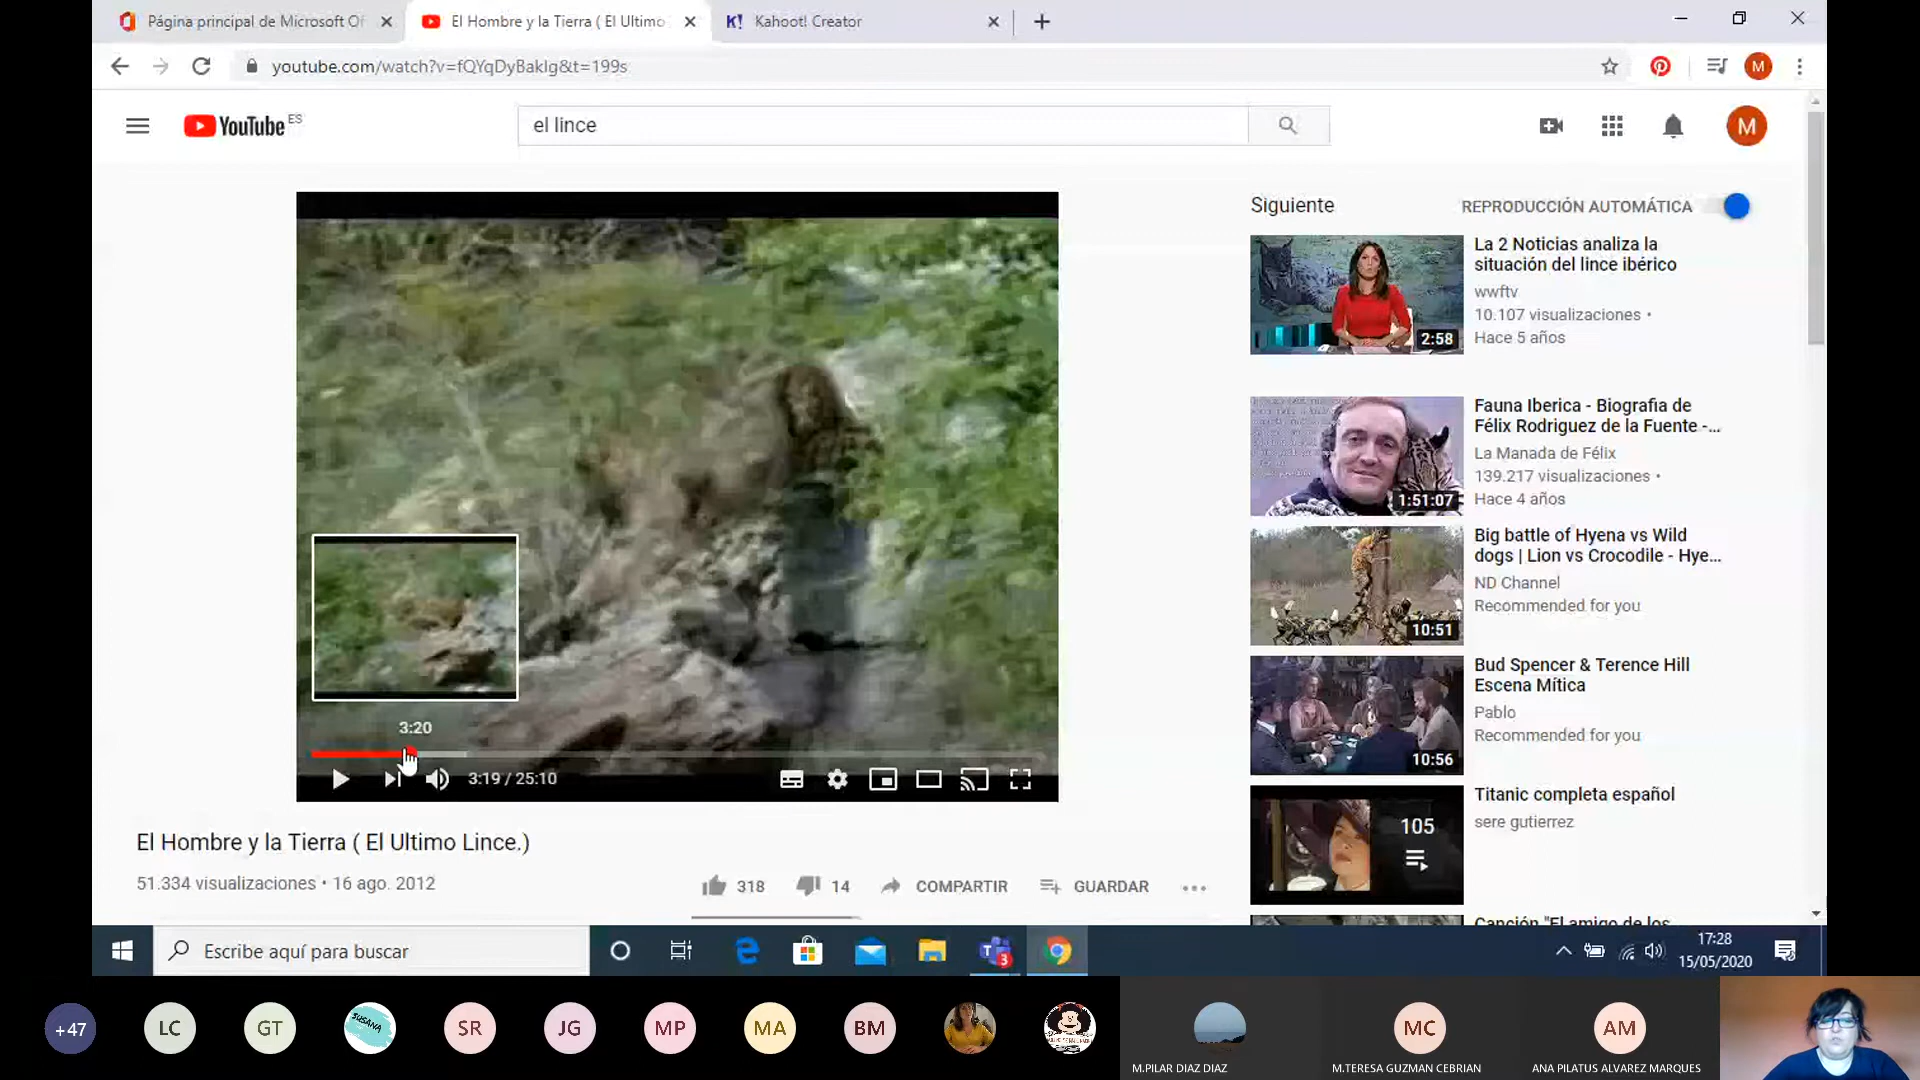 Página principal de Microsoft Of
El Hombre y la Tierra ( El Ultimo
K! Kahoot! Creator
youtube.com/watch?v=fQYqDyBakIg&t=199s
M
YouTube ES
el lince
M
Siguiente
REPRODUCCIÓN AUTOMÁTICA
La 2 Noticias analiza la
situación del lince ibérico
wwftv
10.107 visualizaciones •
Hace 5 años
2:58
Fauna Iberica - Biografia de
Félix Rodriguez de la Fuente -...
La Manada de Félix
139.217 visualizaciones •
Hace 4 años
1:51:07
Big battle of Hyena vs Wild
dogs | Lion vs Crocodile - Hye...
ND Channel
Recommended for you
10:51
Bud Spencer & Terence Hill
Escena Mítica
Pablo
Recommended for you
10:56
Titanic completa español
sere gutierrez
105
Canción "El amigo de los
3:20
3:19 / 25:10
El Hombre y la Tierra ( El Ultimo Lince.)
51.334 visualizaciones • 16 ago. 2012
318
14
COMPARTIR
GUARDAR
Escribe aquí para buscar
3
17:28
15/05/2020
+47
LC
GT
SUSANA
SR
JG
MP
MA
BM
MC
AM
M.PILAR DIAZ DIAZ
M.TERESA GUZMAN CEBRIAN
ANA PILATUS ALVAREZ MARQUES